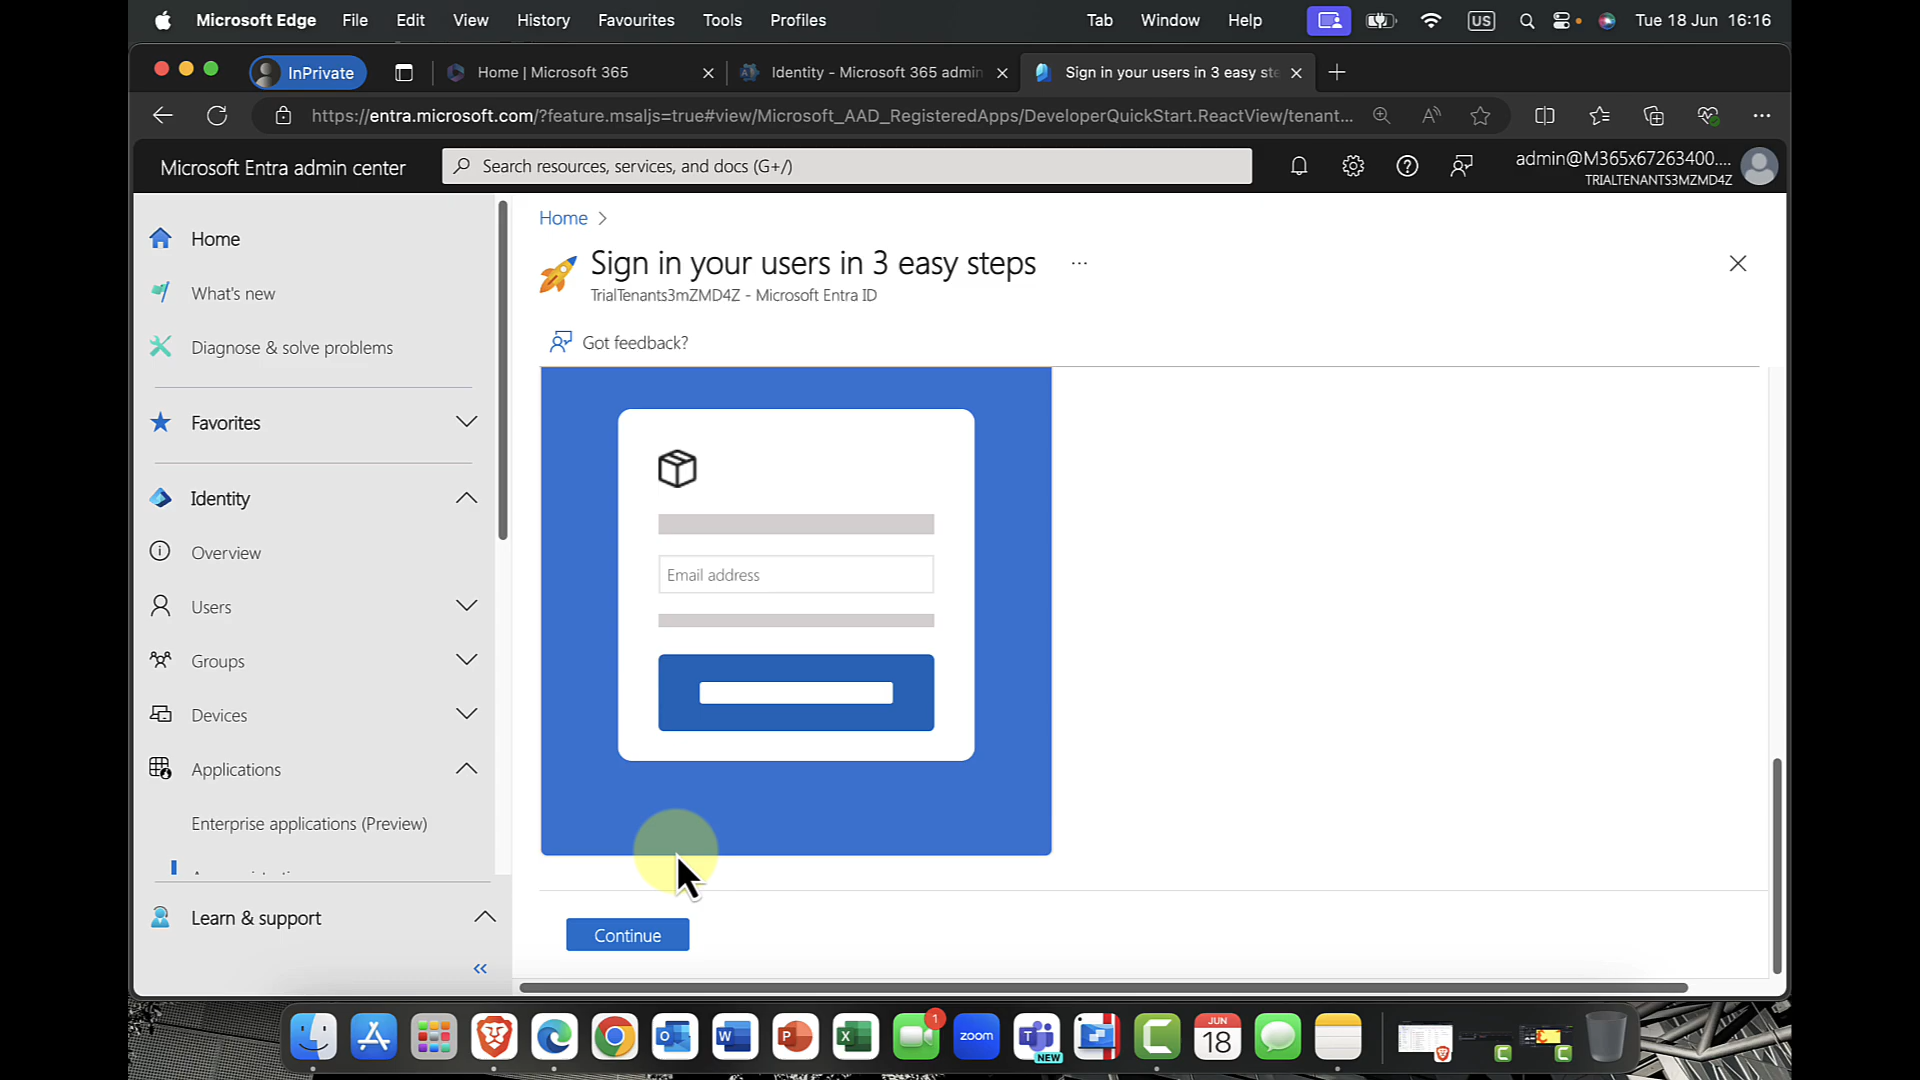 Microsoft Edge File Edit View History Favourites Tools Profiles Tab Window Help US Tue 18 Jun 16:16
InPrivate Home | Microsoft 365 Identity - Microsoft 365 admin Sign in your users in 3 easy ste
https://entra.microsoft.com/?feature.msaljs=true#view/Microsoft_AAD_RegisteredApps/DeveloperQuickStart.ReactView/tenant...
Microsoft Entra admin center
Search resources, services, and docs (G+/)
admin@M365x67263400....
TRIALTENANTS3MZMD4Z
Home
What's new
Diagnose & solve problems
Favorites
Identity
Overview
Users
Groups
Devices
Applications
Enterprise applications (Preview)
Learn & support
Home
Sign in your users in 3 easy steps
TrialTenants3mZMD4Z - Microsoft Entra ID
Got feedback?
Email address
Continue
1
zoom
NEW
JUN
18